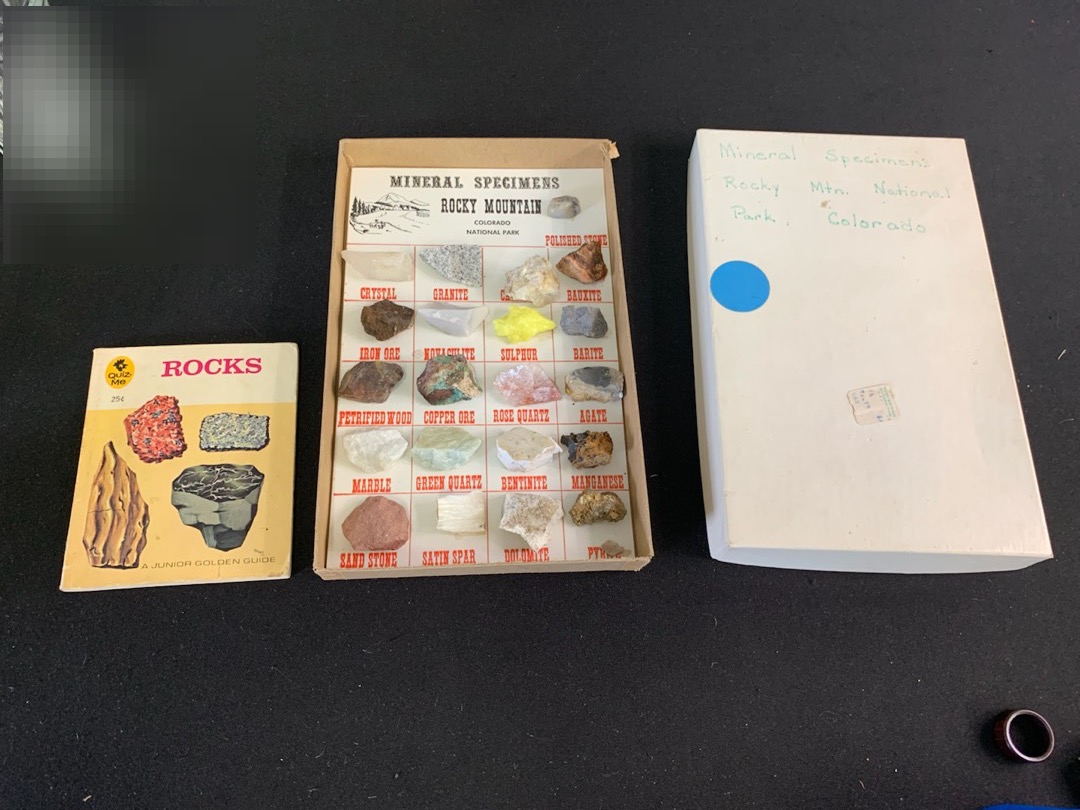 Quiz-Me
ROCKS
25¢
A JUNIOR GOLDEN GUIDE
MINERAL SPECIMENS
ROCKY MOUNTAIN
COLORADO
NATIONAL PARK
POLISHED STONE
CRYSTAL GRANITE BAUXITE
IRON ORE NOVACULITE SULPHUR BARITE
PETRIFIED WOOD COPPER ORE ROSE QUARTZ AGATE
MARBLE GREEN QUARTZ BENTINITE MANGANESE
SAND STONE SATIN SPAR DOLOMITE
Mineral Specimens
Rocky Mtn. National
Park, Colorado